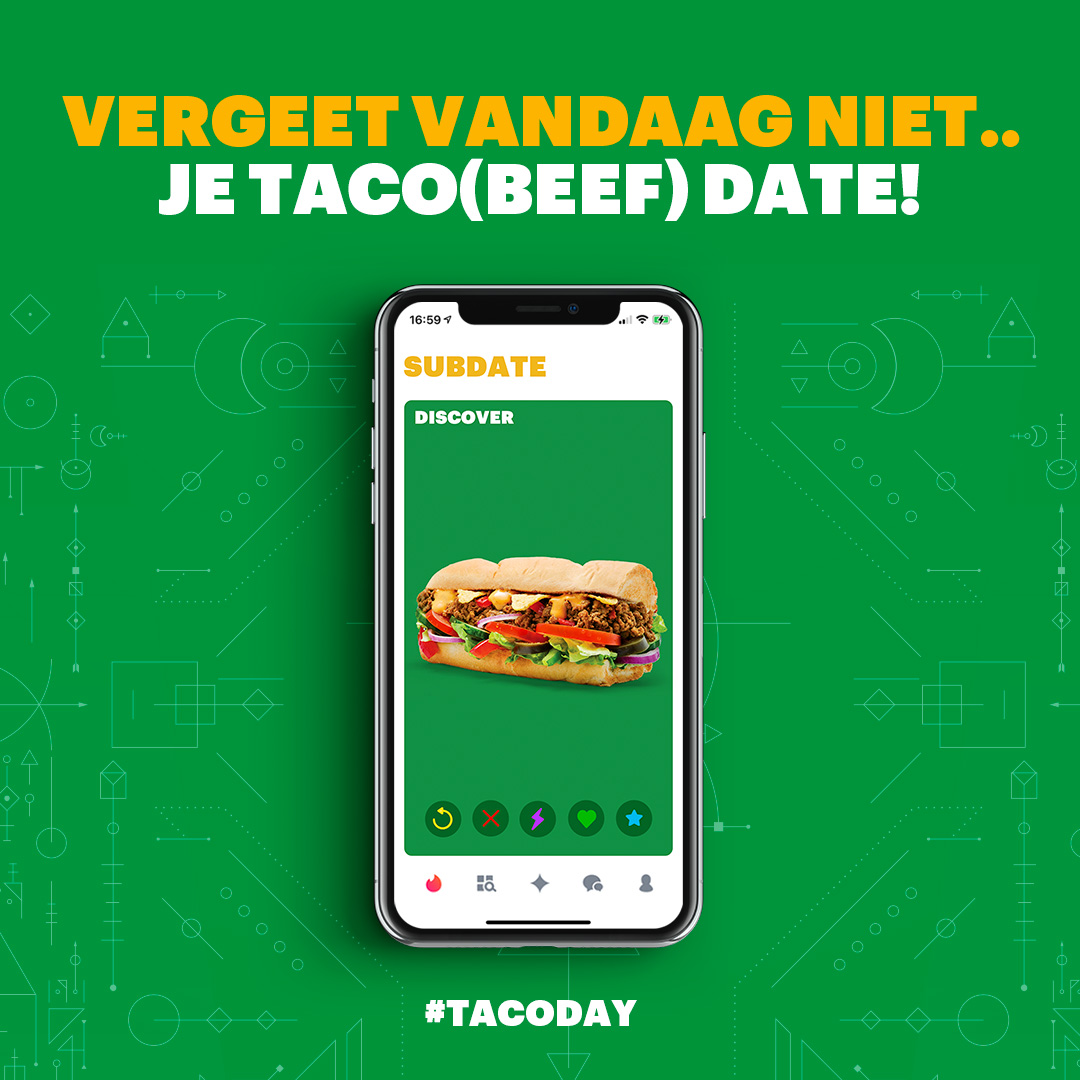 VERGEET VANDAAG NIET..
JE TACO(BEEF) DATE!
16:59
SUBDATE
DISCOVER
#TACODAY